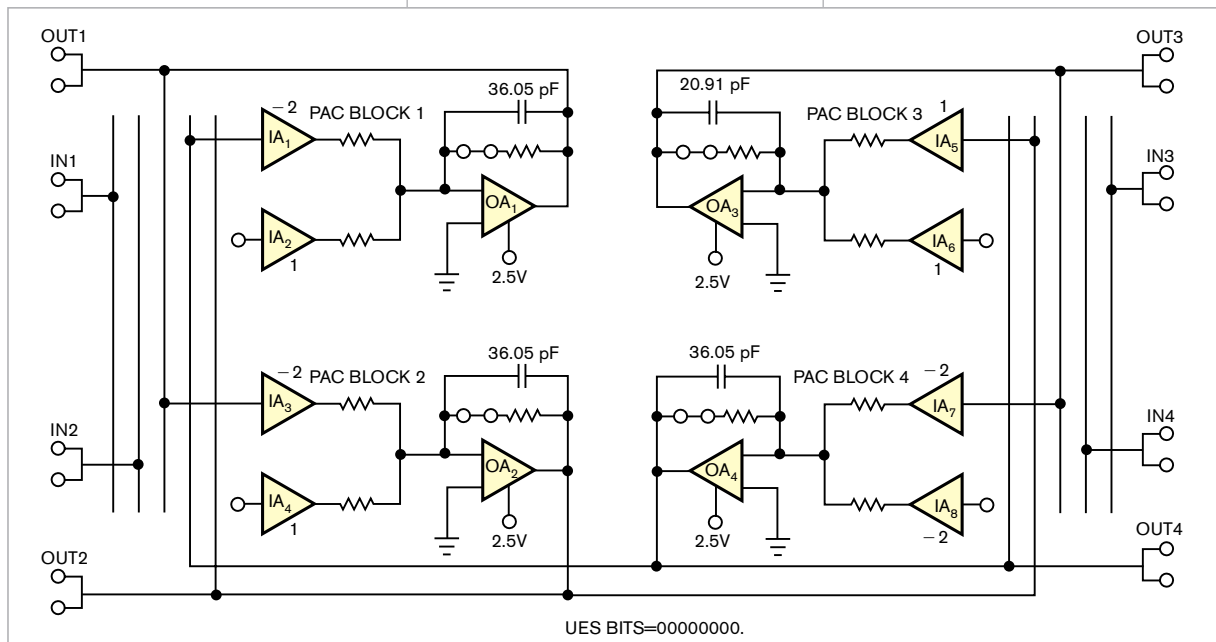 OUT1
OUT3
36.05 pF
20.91 pF
−2
PAC BLOCK 1
PAC BLOCK 3
1
IA1
IA5
IN1
IN3
OA1
OA3
IA2
IA6
1
1
2.5V
2.5V
36.05 pF
36.05 pF
−2
PAC BLOCK 2
PAC BLOCK 4
−2
IA3
IA7
IN2
IN4
OA2
OA4
IA4
IA8
1
−2
2.5V
2.5V
OUT2
OUT4
UES BITS=00000000.